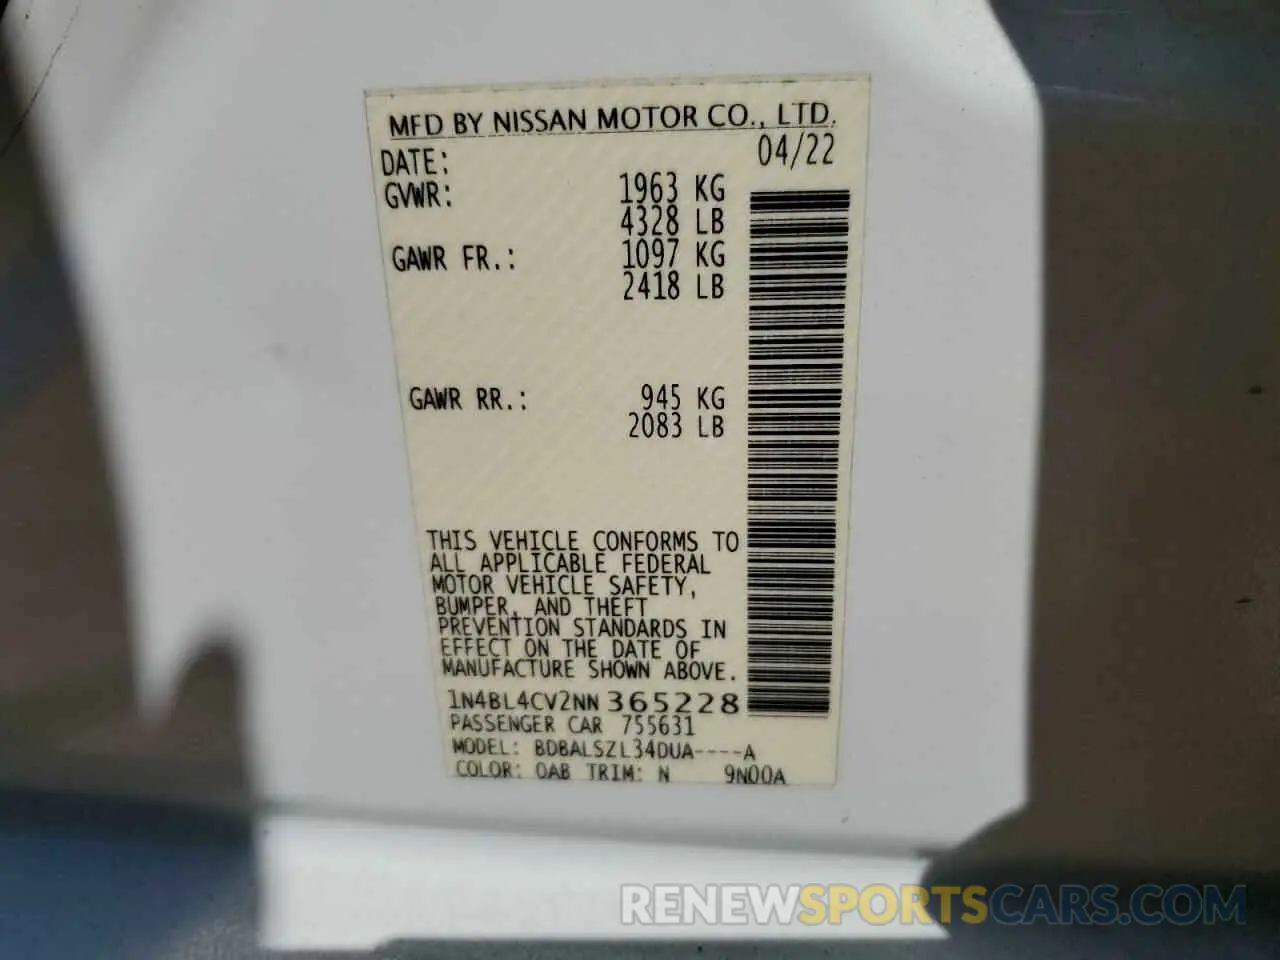 MFD BY NISSAN MOTOR CO., LTD.
DATE: 04/22
GVWR: 1963 KG
4328 LB
GAWR FR.: 1097 KG
2418 LB
GAWR RR.: 945 KG
2083 LB
THIS VEHICLE CONFORMS TO
ALL APPLICABLE FEDERAL
MOTOR VEHICLE SAFETY,
BUMPER, AND THEFT
PREVENTION STANDARDS IN
EFFECT ON THE DATE OF
MANUFACTURE SHOWN ABOVE.
1N4BL4CV2NN365228
PASSENGER CAR 755631
MODEL: BDBALSZL34DUA----A
COLOR: QAB TRIM: N 9N00A
RENEWSPORTSCARS.COM